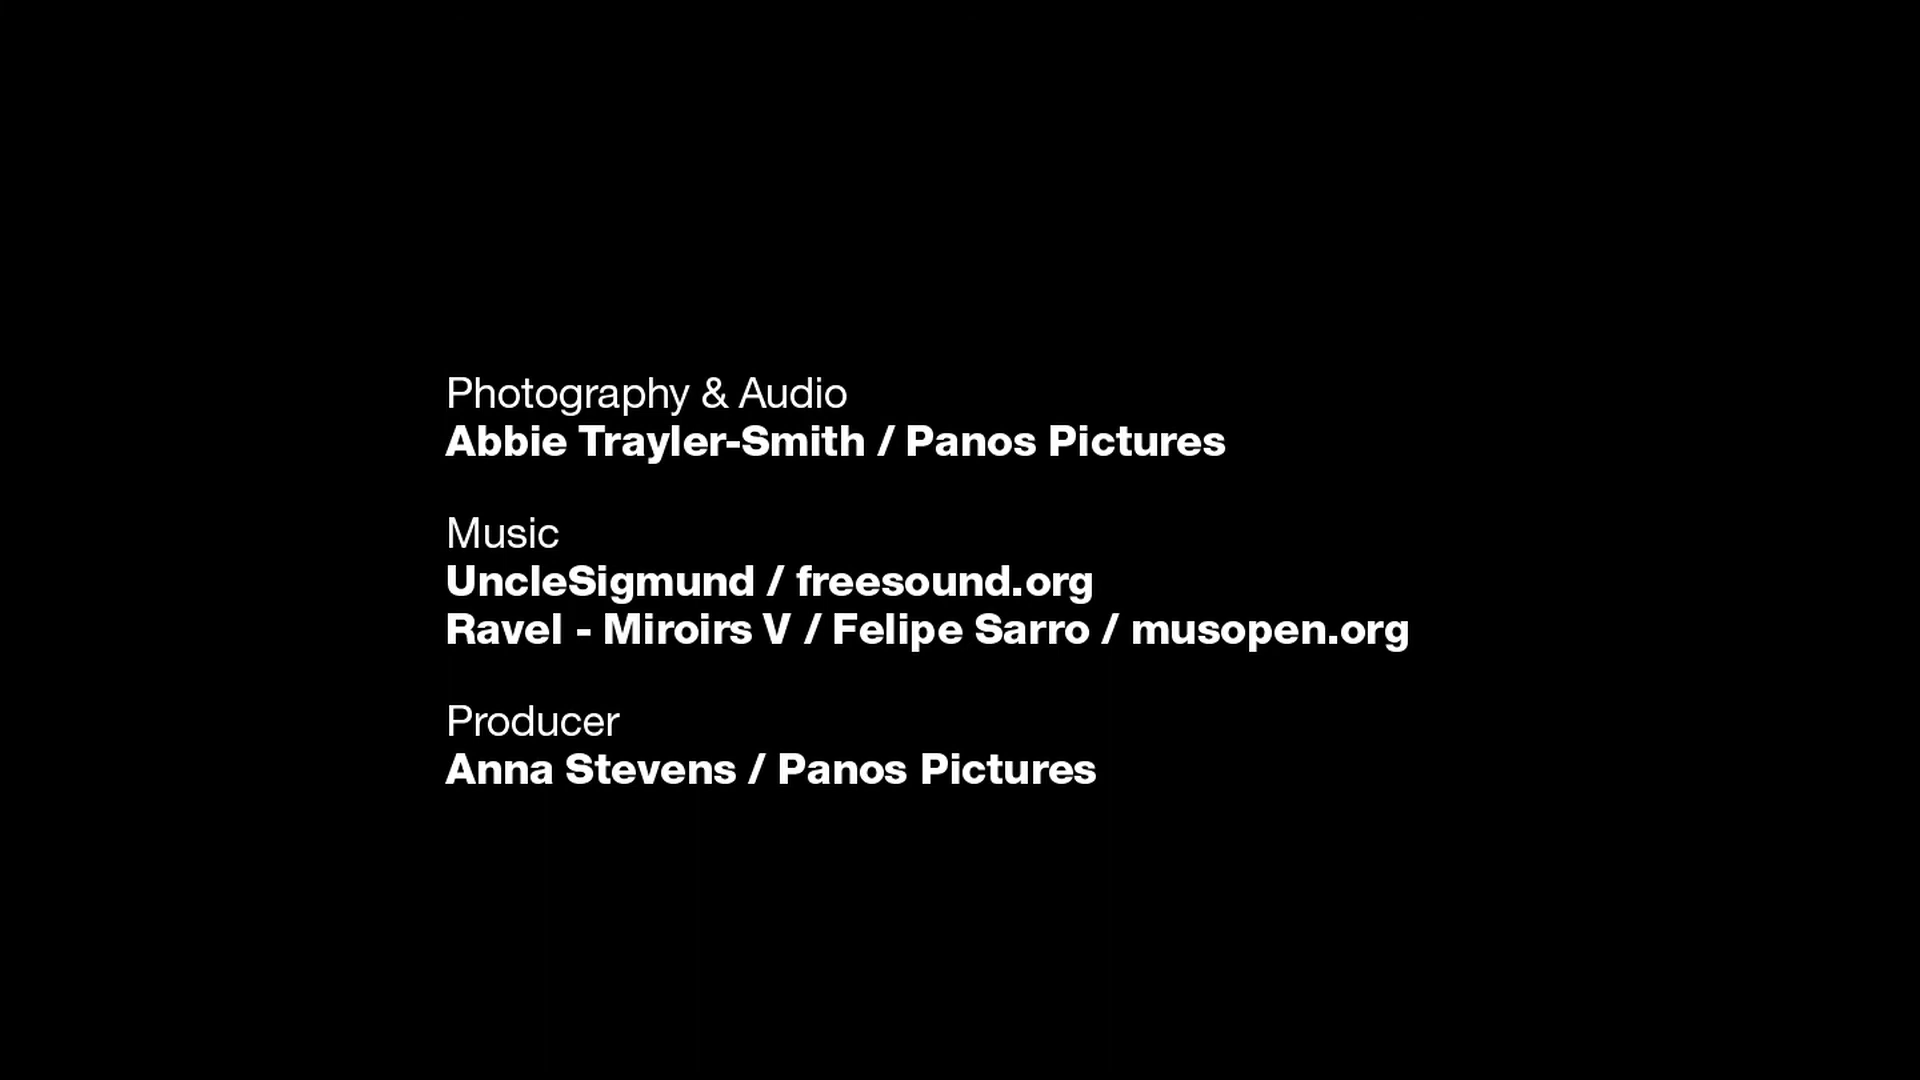 Photography & Audio
Abbie Trayler-Smith / Panos Pictures
Music
UncleSigmund / freesound.org
Ravel - Miroirs V / Felipe Sarro / musopen.org
Producer
Anna Stevens / Panos Pictures